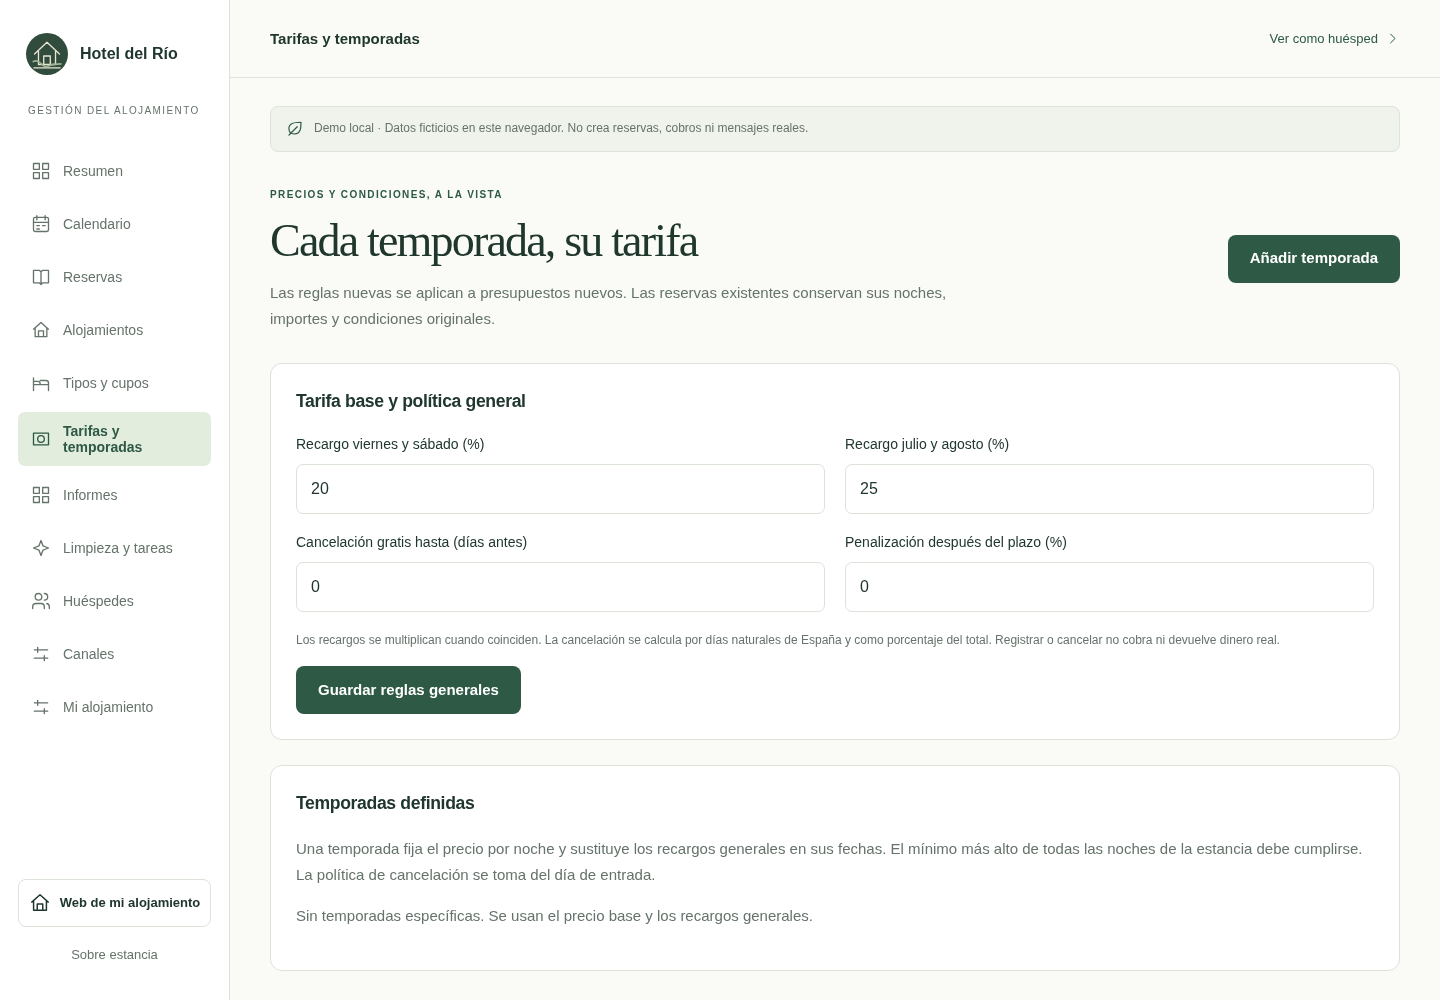 Hotel del Río
GESTIÓN DEL ALOJAMIENTO
Resumen
Calendario
Reservas
Alojamientos
Tipos y cupos
Tarifas y
temporadas
Informes
Limpieza y tareas
Huéspedes
Canales
Mi alojamiento
Web de mi alojamiento
Sobre estancia
Tarifas y temporadas
Ver como huésped
Demo local · Datos ficticios en este navegador. No crea reservas, cobros ni mensajes reales.
PRECIOS Y CONDICIONES, A LA VISTA
Cada temporada, su tarifa
Las reglas nuevas se aplican a presupuestos nuevos. Las reservas existentes conservan sus noches,
importes y condiciones originales.
Añadir temporada
Tarifa base y política general
Recargo viernes y sábado (%)
Recargo julio y agosto (%)
20
25
Cancelación gratis hasta (días antes)
Penalización después del plazo (%)
0
0
Los recargos se multiplican cuando coinciden. La cancelación se calcula por días naturales de España y como porcentaje del total. Registrar o cancelar no cobra ni devuelve dinero real.
Guardar reglas generales
Temporadas definidas
Una temporada fija el precio por noche y sustituye los recargos generales en sus fechas. El mínimo más alto de todas las noches de la estancia debe cumplirse.
La política de cancelación se toma del día de entrada.
Sin temporadas específicas. Se usan el precio base y los recargos generales.